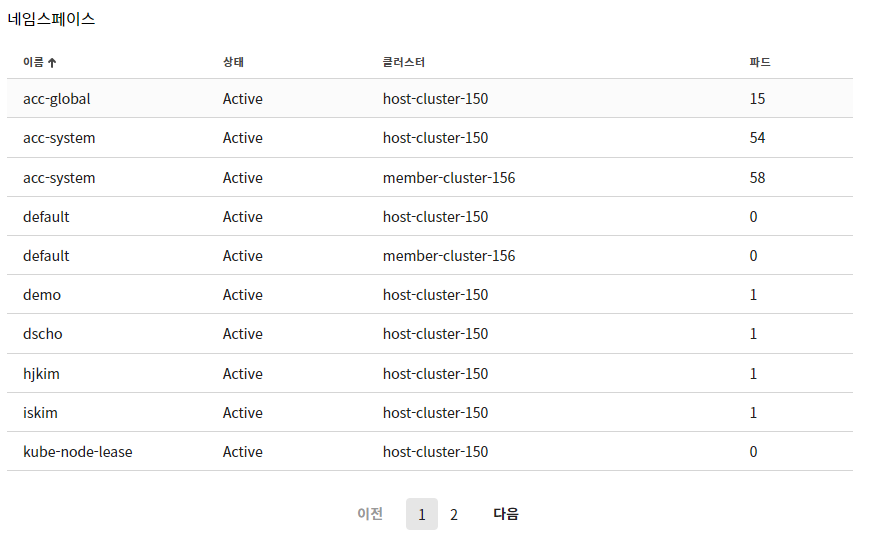 네임스페이스
이름 ↑ 상태 클러스터 파드
acc-global Active host-cluster-150 15
acc-system Active host-cluster-150 54
acc-system Active member-cluster-156 58
default Active host-cluster-150 0
default Active member-cluster-156 0
demo Active host-cluster-150 1
dscho Active host-cluster-150 1
hjkim Active host-cluster-150 1
iskim Active host-cluster-150 1
kube-node-lease Active host-cluster-150 0
이전 1 2 다음